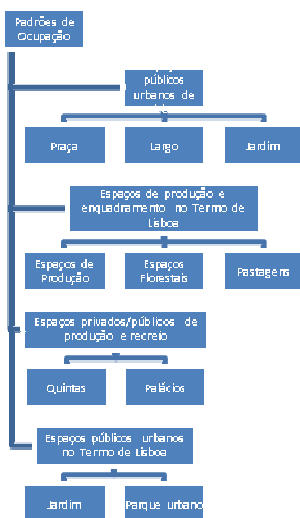 Padrões de
Ocupação
públicos
urbanos de
Praça
Largo
Jardim
Espaços de produção e
enquadramento no Termo de
Lisboa
Espaços de
Produção
Espaços
Florestais
Pastagens
Espaços privados/públicos de
produção e recreio
Quintas
Palácios
Espaços públicos urbanos
no Termo de Lisboa
Jardim
Parque urbano